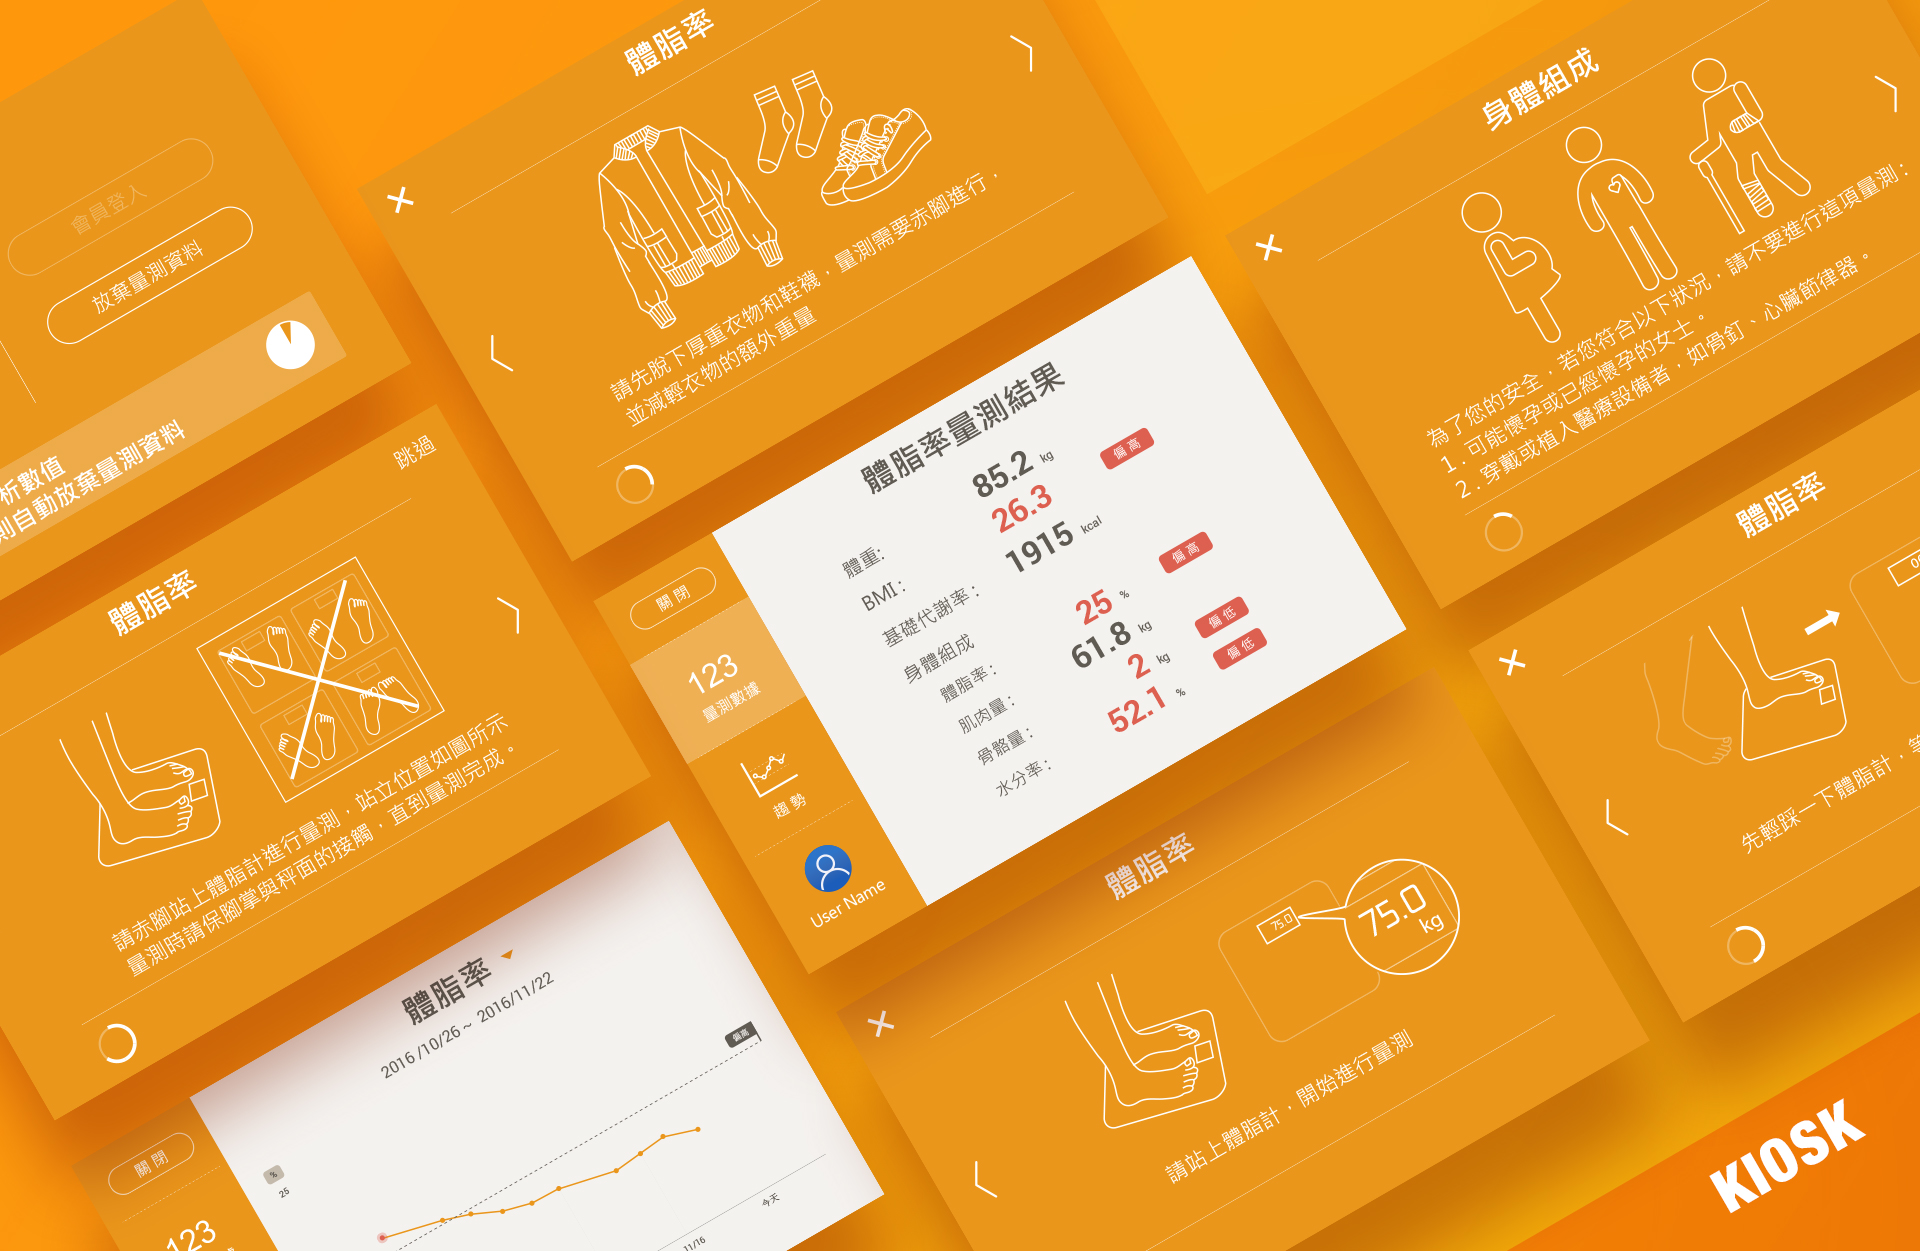 會員登入
放棄量測資料
析數值
則自動放棄量測資料
體脂率
請先脫下厚重衣物和鞋襪，量測需要赤腳進行，
並減輕衣物的額外重量
身體組成
為了您的安全，若您符合以下狀況，請不要進行這項量測：
1. 可能懷孕或已經懷孕的女士。
2. 穿戴或植入醫療設備者，如骨釘、心臟節律器。
跳過
體脂率
請赤腳站上體脂計進行量測，站立位置如圖所示
量測時請保腳掌與秤面的接觸，直到量測完成。
體脂率量測結果
體重： 85.2 kg
BMI： 26.3 偏高
基礎代謝率： 1915 kcal
身體組成
體脂率： 25 % 偏高
肌肉量： 61.8 kg
骨骼量： 2 kg 偏低
水分率： 52.1 % 偏低
關閉
123
量測數據
趨勢
User Name
體脂率
先輕踩一下體脂計，
體脂率
75.0
75.0
kg
請站上體脂計，開始進行量測
體脂率
2016 /10/26 ~ 2016/11/22
偏高
%
25
今天
11/16
關閉
123
KIOSK